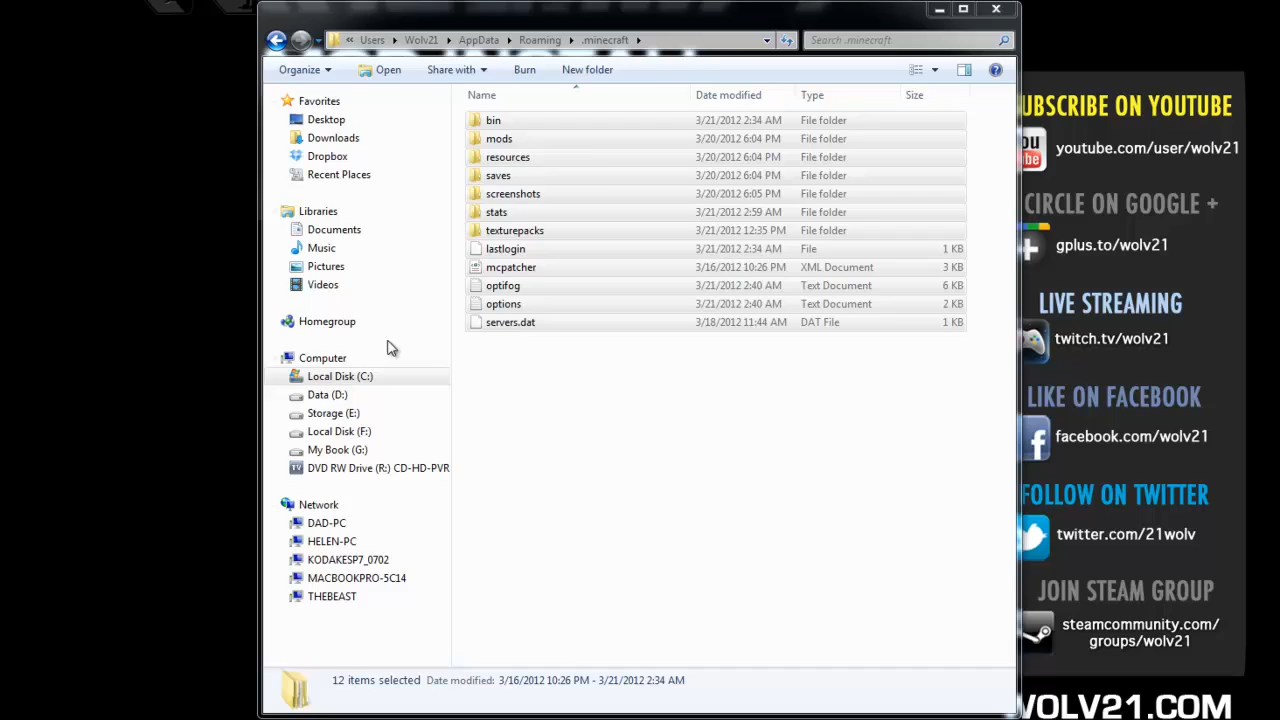 « Users Wolv21 AppData Roaming .minecraft
Search .minecraft
Organize Open Share with Burn New folder
Name Date modified Type Size
Favorites
Desktop
Downloads
Dropbox
Recent Places
Libraries
Documents
Music
Pictures
Videos
Homegroup
Computer
Local Disk (C:)
Data (D:)
Storage (E:)
Local Disk (F:)
My Book (G:)
DVD RW Drive (R:) CD-HD-PVR
Network
DAD-PC
HELEN-PC
KODAKESP7_0702
MACBOOKPRO-5C14
THEBEAST
bin 3/21/2012 2:34 AM File folder
mods 3/20/2012 6:04 PM File folder
resources 3/20/2012 6:04 PM File folder
saves 3/20/2012 6:04 PM File folder
screenshots 3/20/2012 6:05 PM File folder
stats 3/21/2012 2:59 AM File folder
texturepacks 3/21/2012 12:35 PM File folder
lastlogin 3/21/2012 2:34 AM File 1 KB
mcpatcher 3/16/2012 10:26 PM XML Document 3 KB
optifog 3/21/2012 2:40 AM Text Document 6 KB
options 3/21/2012 2:40 AM Text Document 2 KB
servers.dat 3/18/2012 11:44 AM DAT File 1 KB
12 items selected Date modified: 3/16/2012 10:26 PM - 3/21/2012 2:34 AM
UBSCRIBE ON YOUTUBE
youtube.com/user/wolv21
CIRCLE ON GOOGLE +
gplus.to/wolv21
LIVE STREAMING
twitch.tv/wolv21
LIKE ON FACEBOOK
facebook.com/wolv21
FOLLOW ON TWITTER
twitter.com/21wolv
JOIN STEAM GROUP
steamcommunity.com/
groups/wolv21
WOLV21.COM